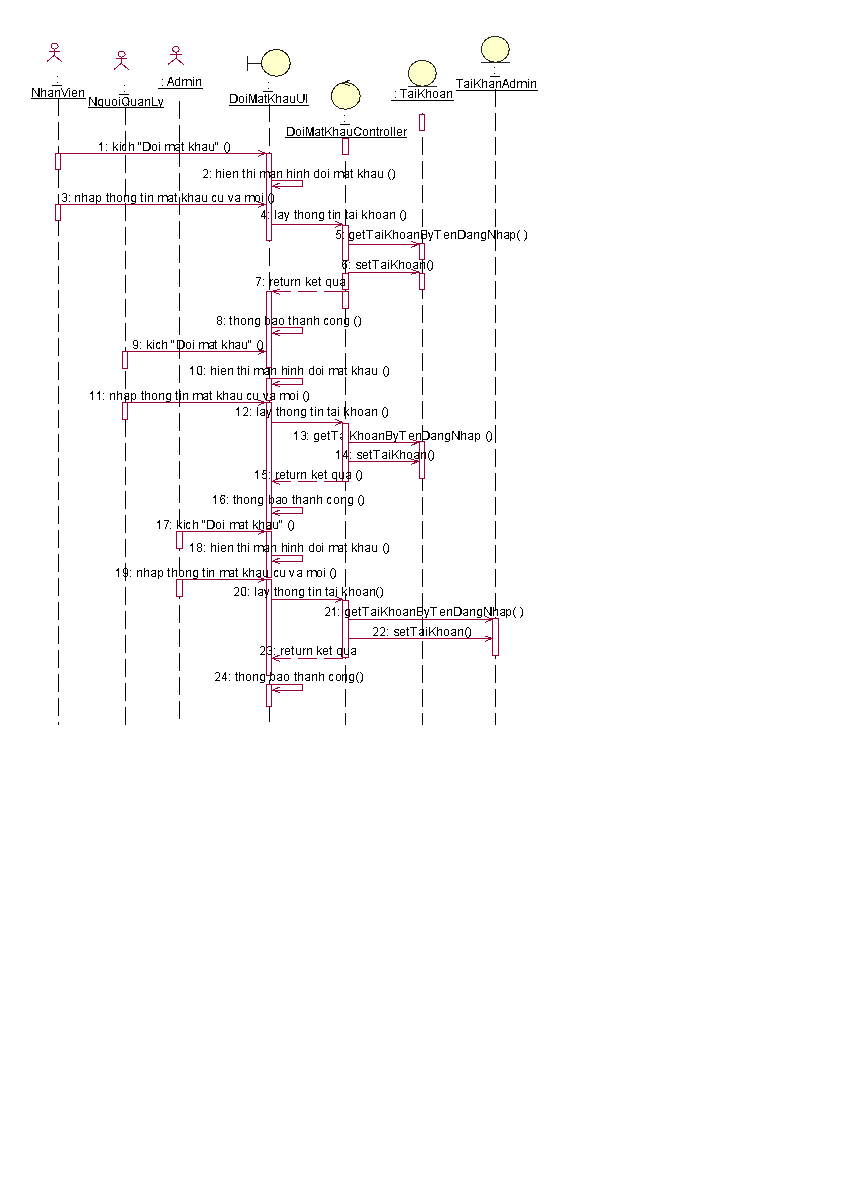 : NhanVien
: NguoiQuanLy
: Admin
: DoiMatKhauUI
: DoiMatKhauController
: TaiKhoan
: TaiKhanAdmin
1: kich "Doi mat khau" ()
2: hien thi man hinh doi mat khau ()
3: nhap thong tin mat khau cu va moi ()
4: lay thong tin tai khoan ()
5: getTaiKhoanByTenDangNhap( )
6: setTaiKhoan()
7: return ket qua
8: thong bao thanh cong ()
9: kich "Doi mat khau" ()
10: hien thi man hinh doi mat khau ()
11: nhap thong tin mat khau cu va moi ()
12: lay thong tin tai khoan ()
13: getTaiKhoanByTenDangNhap ()
14: setTaiKhoan()
15: return ket qua ()
16: thong bao thanh cong ()
17: kich "Doi mat khau" ()
18: hien thi man hinh doi mat khau ()
19: nhap thong tin mat khau cu va moi ()
20: lay thong tin tai khoan()
21: getTaiKhoanByTenDangNhap( )
22: setTaiKhoan()
23: return ket qua
24: thong bao thanh cong()